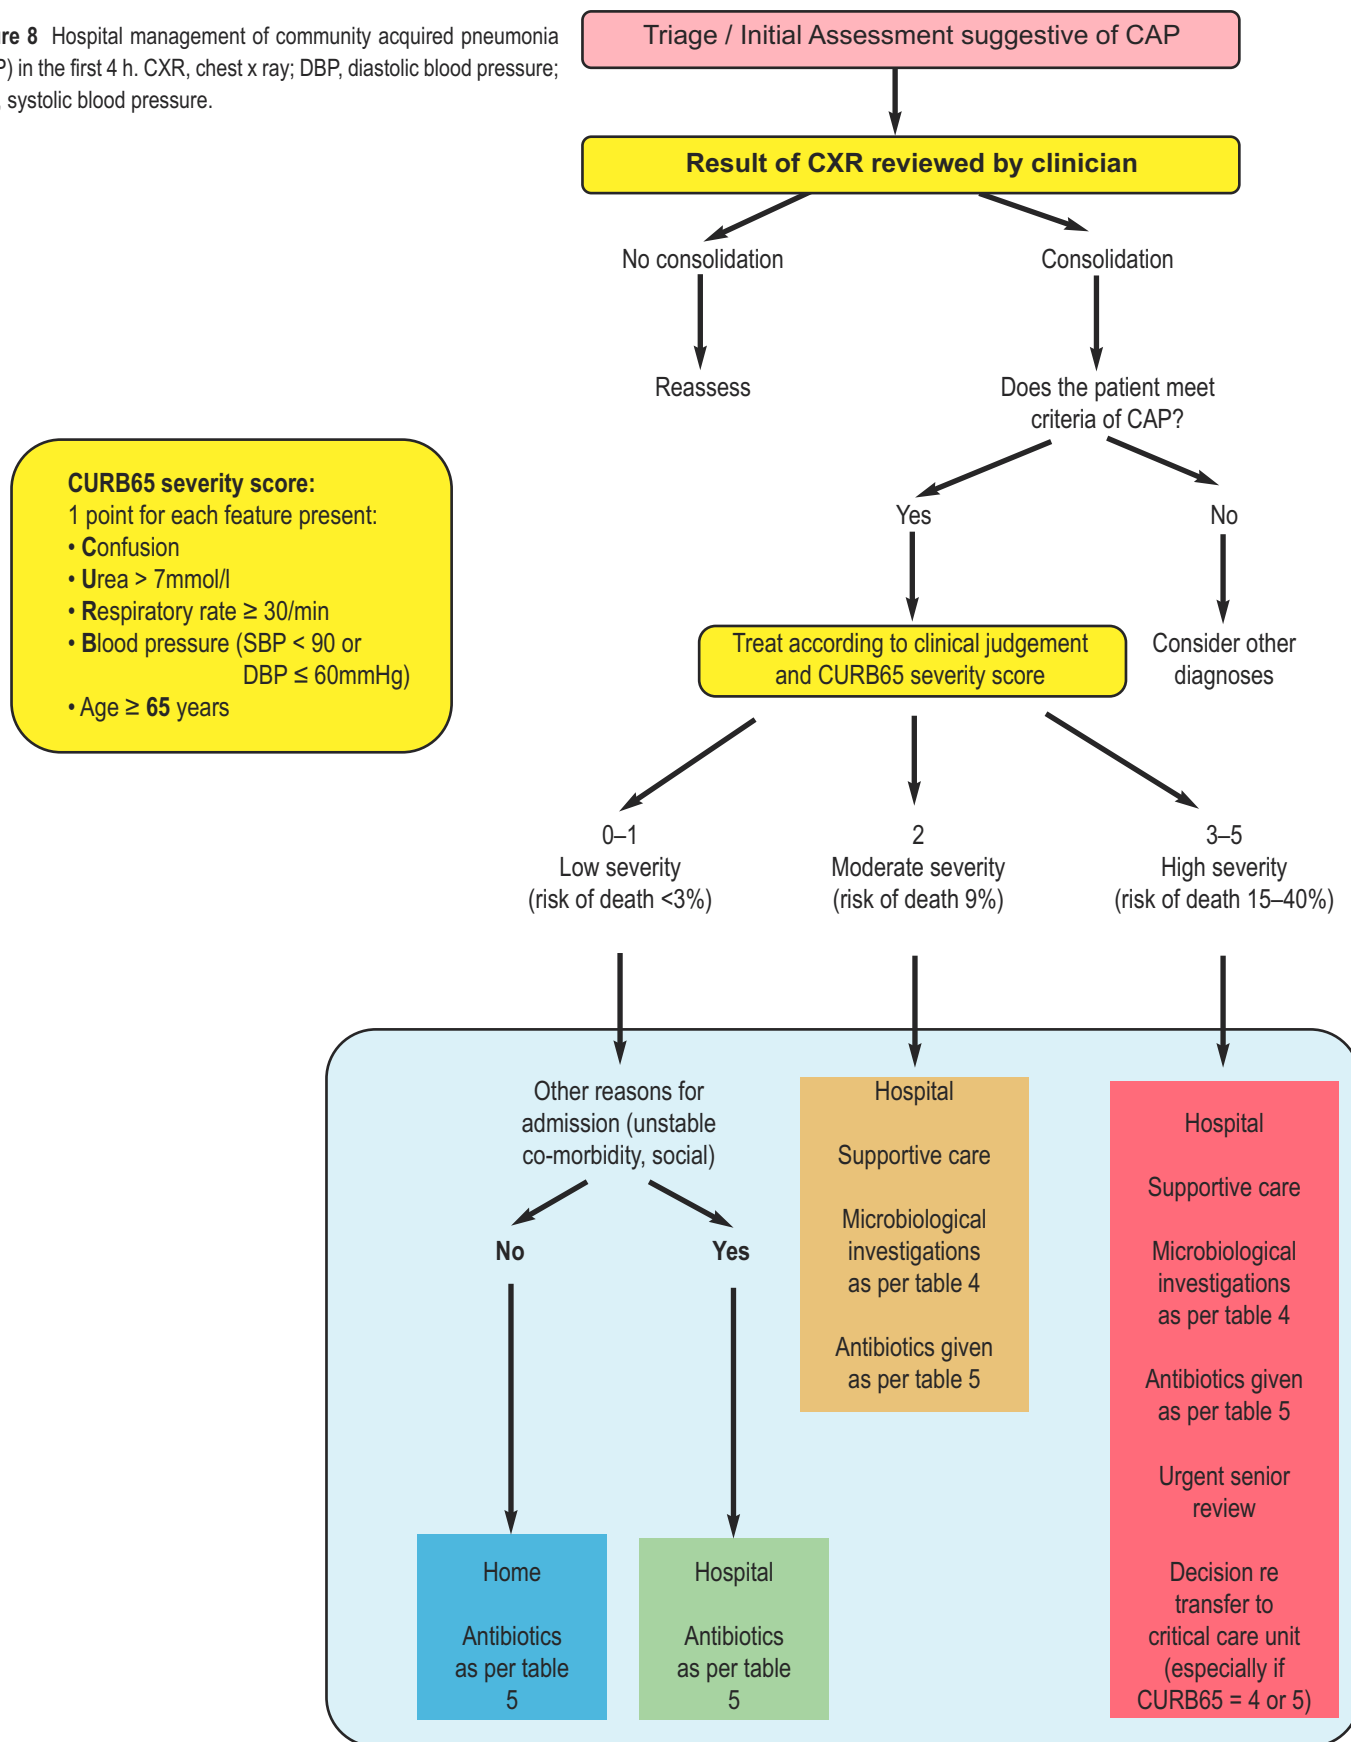 ure 8 Hospital management of community acquired pneumonia
P) in the first 4 h. CXR, chest x ray; DBP, diastolic blood pressure;
, systolic blood pressure.
Triage / Initial Assessment suggestive of CAP
Result of CXR reviewed by clinician
No consolidation
Consolidation
Reassess
Does the patient meet
criteria of CAP?
CURB65 severity score:
1 point for each feature present:
• Confusion
• Urea > 7mmol/l
• Respiratory rate ≥ 30/min
• Blood pressure (SBP < 90 or
DBP ≤ 60mmHg)
• Age ≥ 65 years
Yes
No
Treat according to clinical judgement
and CURB65 severity score
Consider other
diagnoses
0–1
Low severity
(risk of death <3%)
2
Moderate severity
(risk of death 9%)
3–5
High severity
(risk of death 15–40%)
Other reasons for
admission (unstable
co-morbidity, social)
No
Yes
Home
Antibiotics
as per table
5
Hospital
Antibiotics
as per table
5
Hospital
Supportive care
Microbiological
investigations
as per table 4
Antibiotics given
as per table 5
Hospital
Supportive care
Microbiological
investigations
as per table 4
Antibiotics given
as per table 5
Urgent senior
review
Decision re
transfer to
critical care unit
(especially if
CURB65 = 4 or 5)